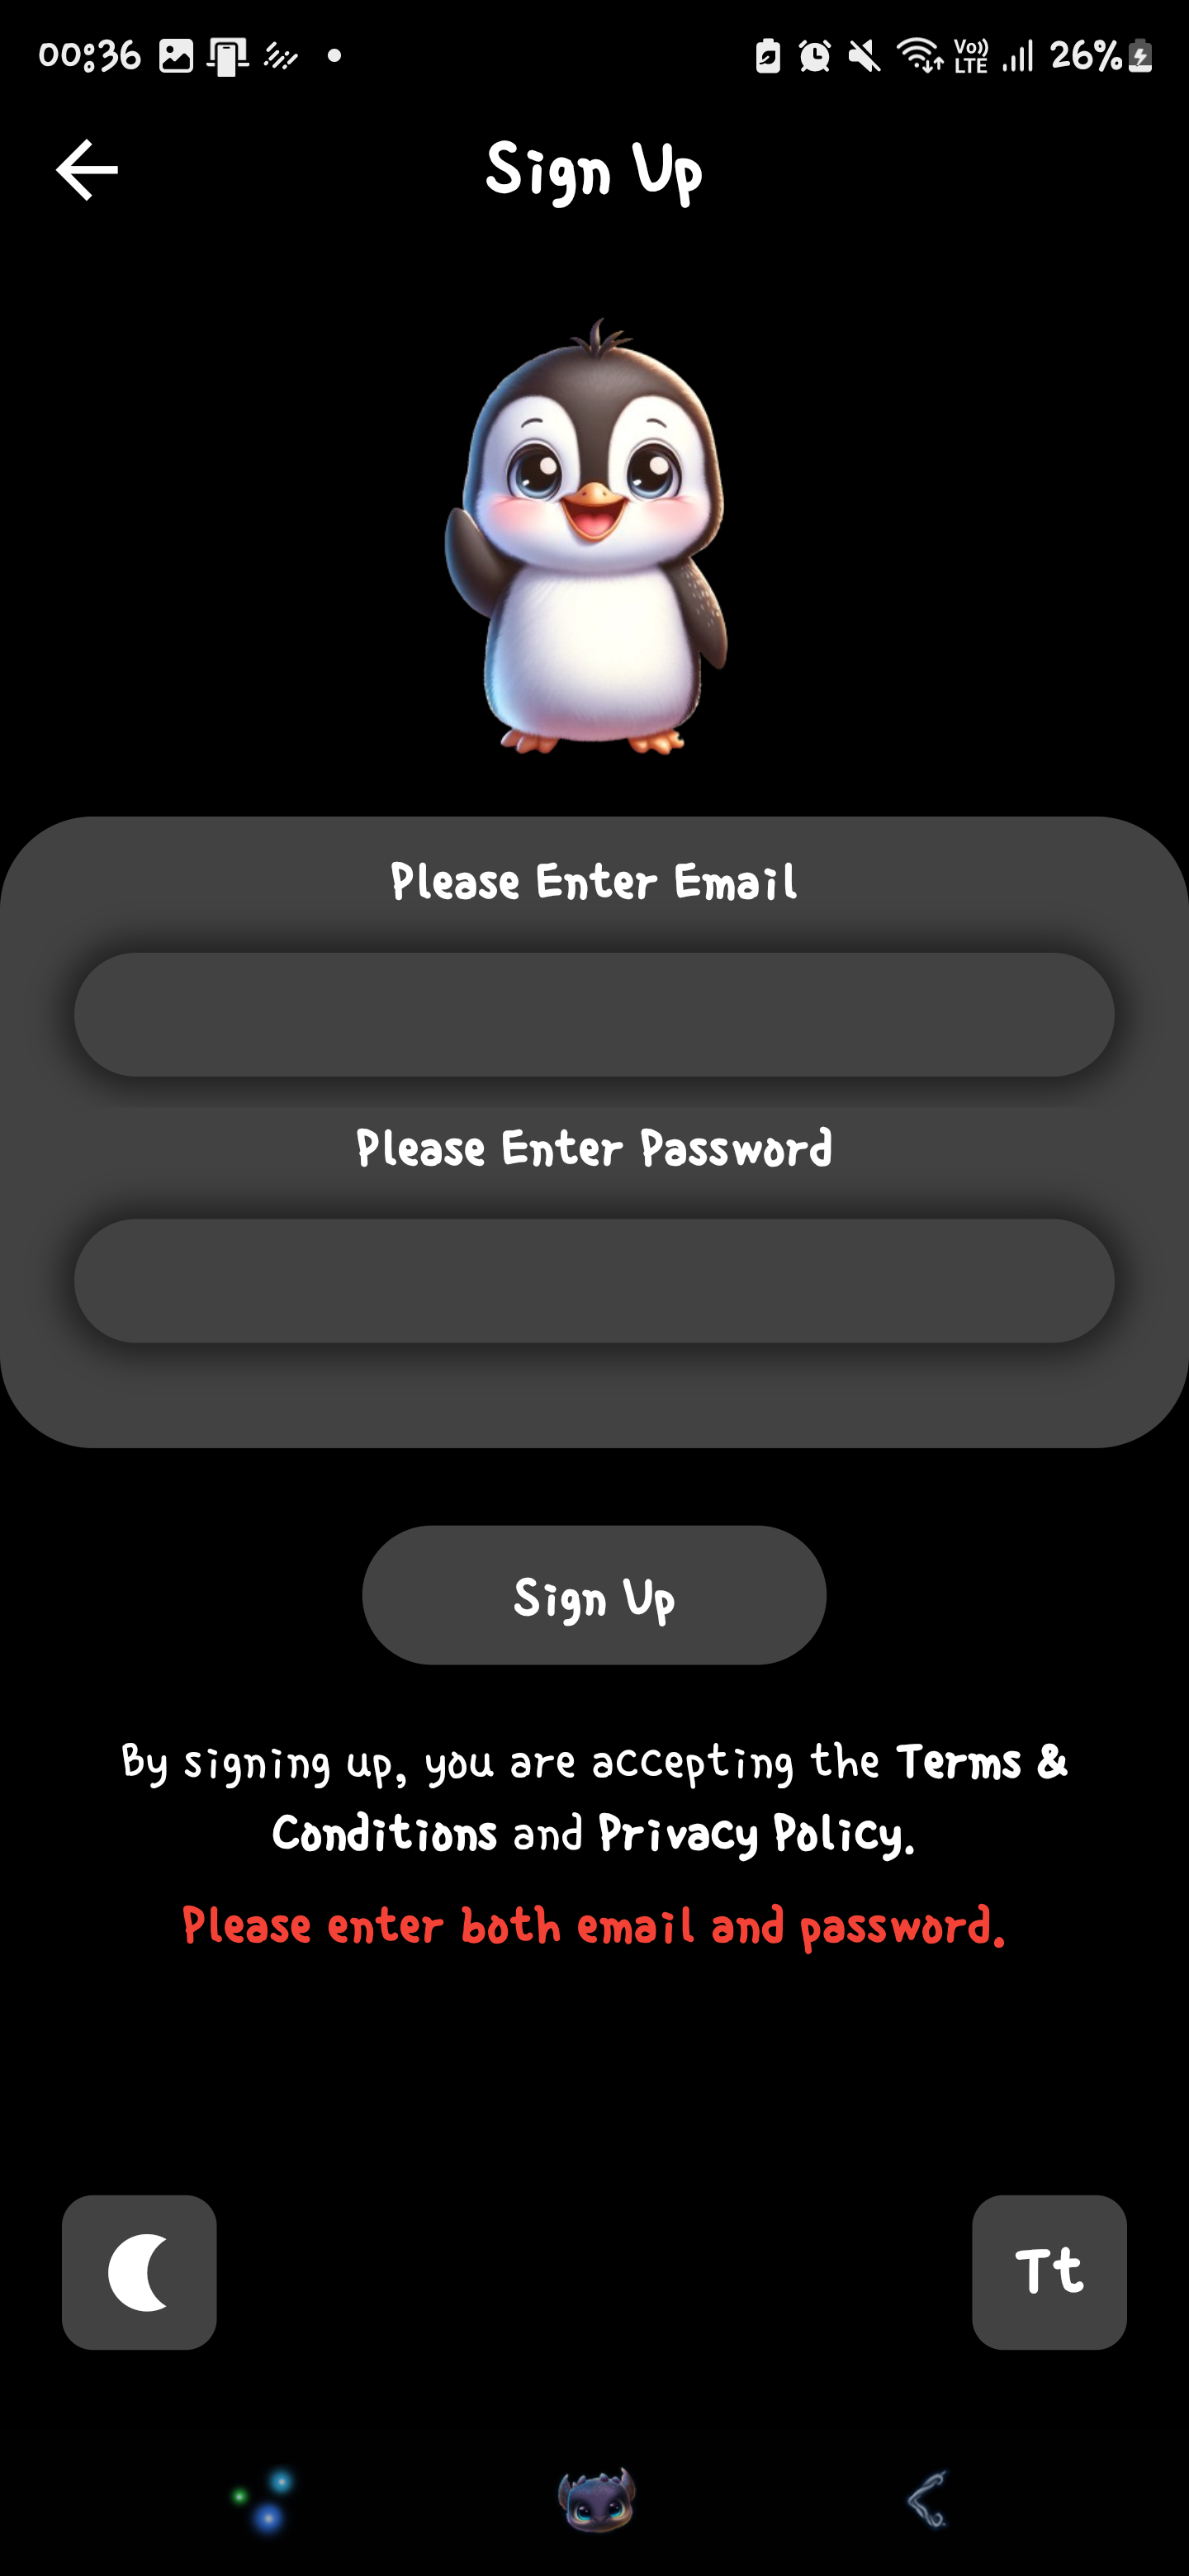 00:36
Vo)) LTE 26%
Sign Up
Please Enter Email
Please Enter Password
Sign Up
By signing up, you are accepting the Terms &
Conditions and Privacy Policy.
Please enter both email and password.
Tt